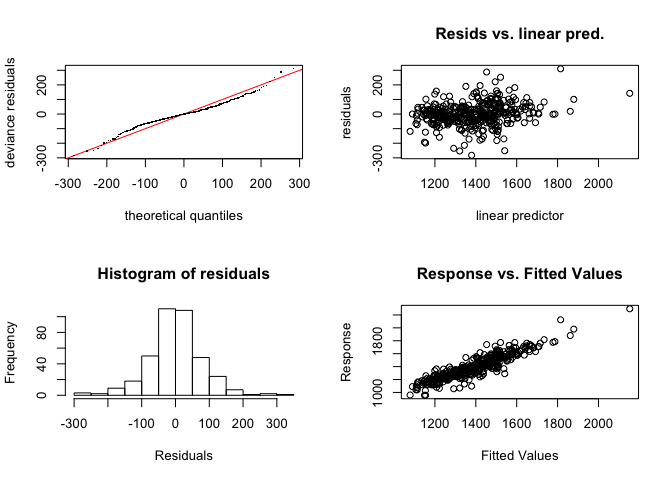 deviance residuals
-300 0 200
-300 -200 -100 0 100 200 300
theoretical quantiles
Resids vs. linear pred.
residuals
-300 0 200
1200 1400 1600 1800 2000
linear predictor
Histogram of residuals
Frequency
0 40 80
-300 -100 0 100 300
Residuals
Response vs. Fitted Values
Response
1000 1800
1200 1400 1600 1800 2000
Fitted Values